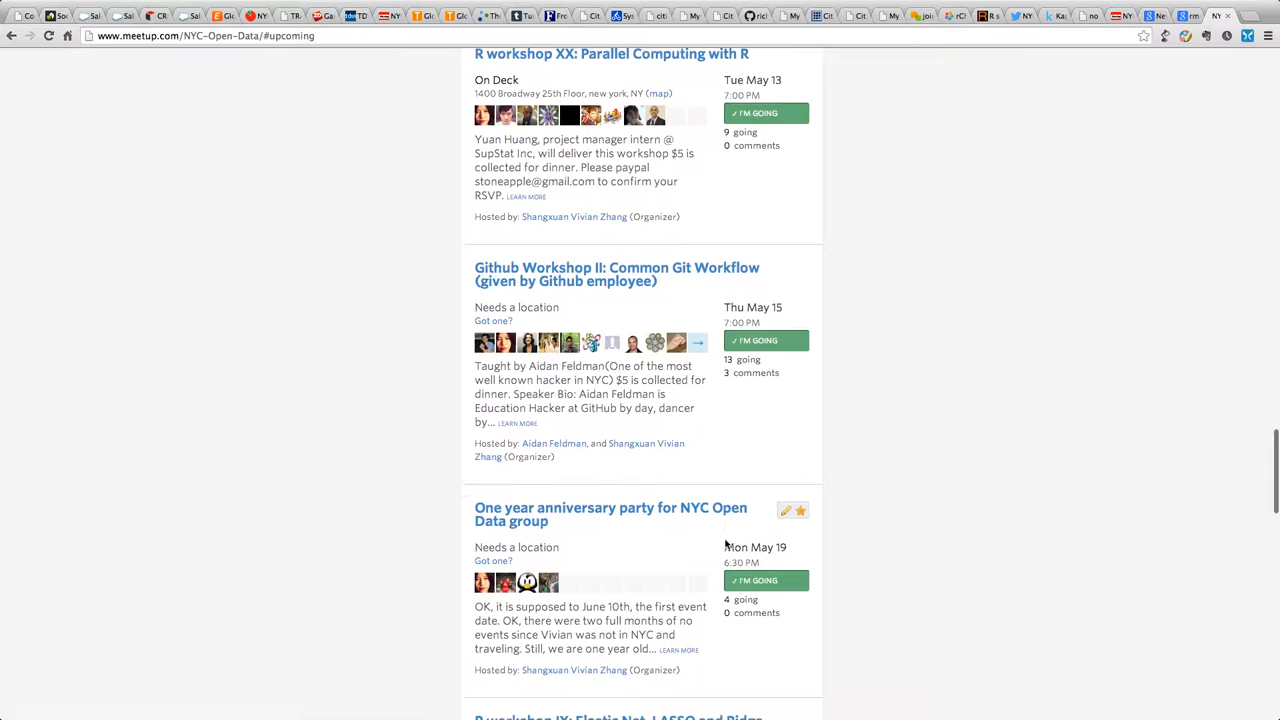 www.meetup.com/NYC-Open-Data/#upcoming
R workshop XX: Parallel Computing with R
On Deck
1400 Broadway 25th Floor, new york, NY (map)
Yuan Huang, project manager intern @
SupStat Inc, will deliver this workshop $5 is
collected for dinner. Please paypal
stoneapple@gmail.com to confirm your
RSVP. LEARN MORE
Hosted by: Shangxuan Vivian Zhang (Organizer)
Tue May 13
7:00 PM
✓ I'M GOING
9 going
0 comments
Github Workshop II: Common Git Workflow
(given by Github employee)
Needs a location
Got one?
Taught by Aidan Feldman(One of the most
well known hacker in NYC) $5 is collected for
dinner. Speaker Bio: Aidan Feldman is
Education Hacker at GitHub by day, dancer
by... LEARN MORE
Hosted by: Aidan Feldman, and Shangxuan Vivian
Zhang (Organizer)
Thu May 15
7:00 PM
✓ I'M GOING
13 going
3 comments
One year anniversary party for NYC Open
Data group
Needs a location
Got one?
OK, it is supposed to June 10th, the first event
date. OK, there were two full months of no
events since Vivian was not in NYC and
traveling. Still, we are one year old... LEARN MORE
Hosted by: Shangxuan Vivian Zhang (Organizer)
Mon May 19
6:30 PM
✓ I'M GOING
4 going
0 comments
R workshop IX: Elastic Net, LASSO and Ridge